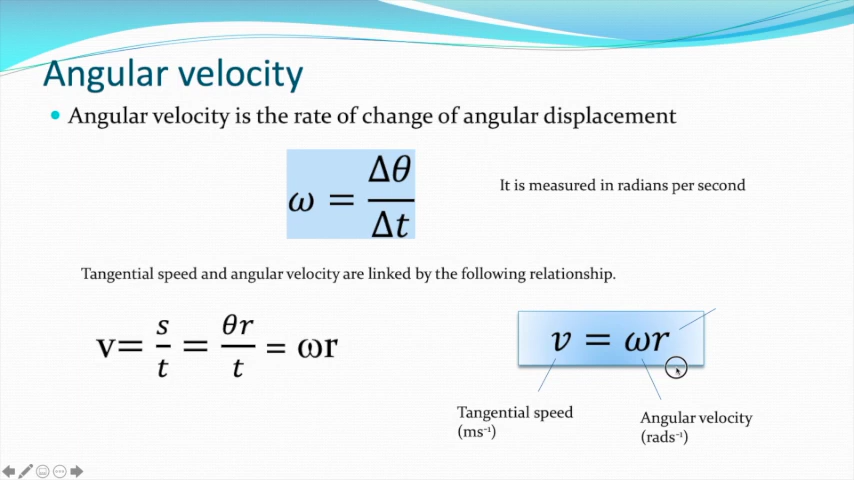 Angular velocity
• Angular velocity is the rate of change of angular displacement
ω = Δθ/Δt
It is measured in radians per second
Tangential speed and angular velocity are linked by the following relationship.
v= s/t = θr/t = ωr
v = ωr
Tangential speed
(ms⁻¹)
Angular velocity
(rads⁻¹)